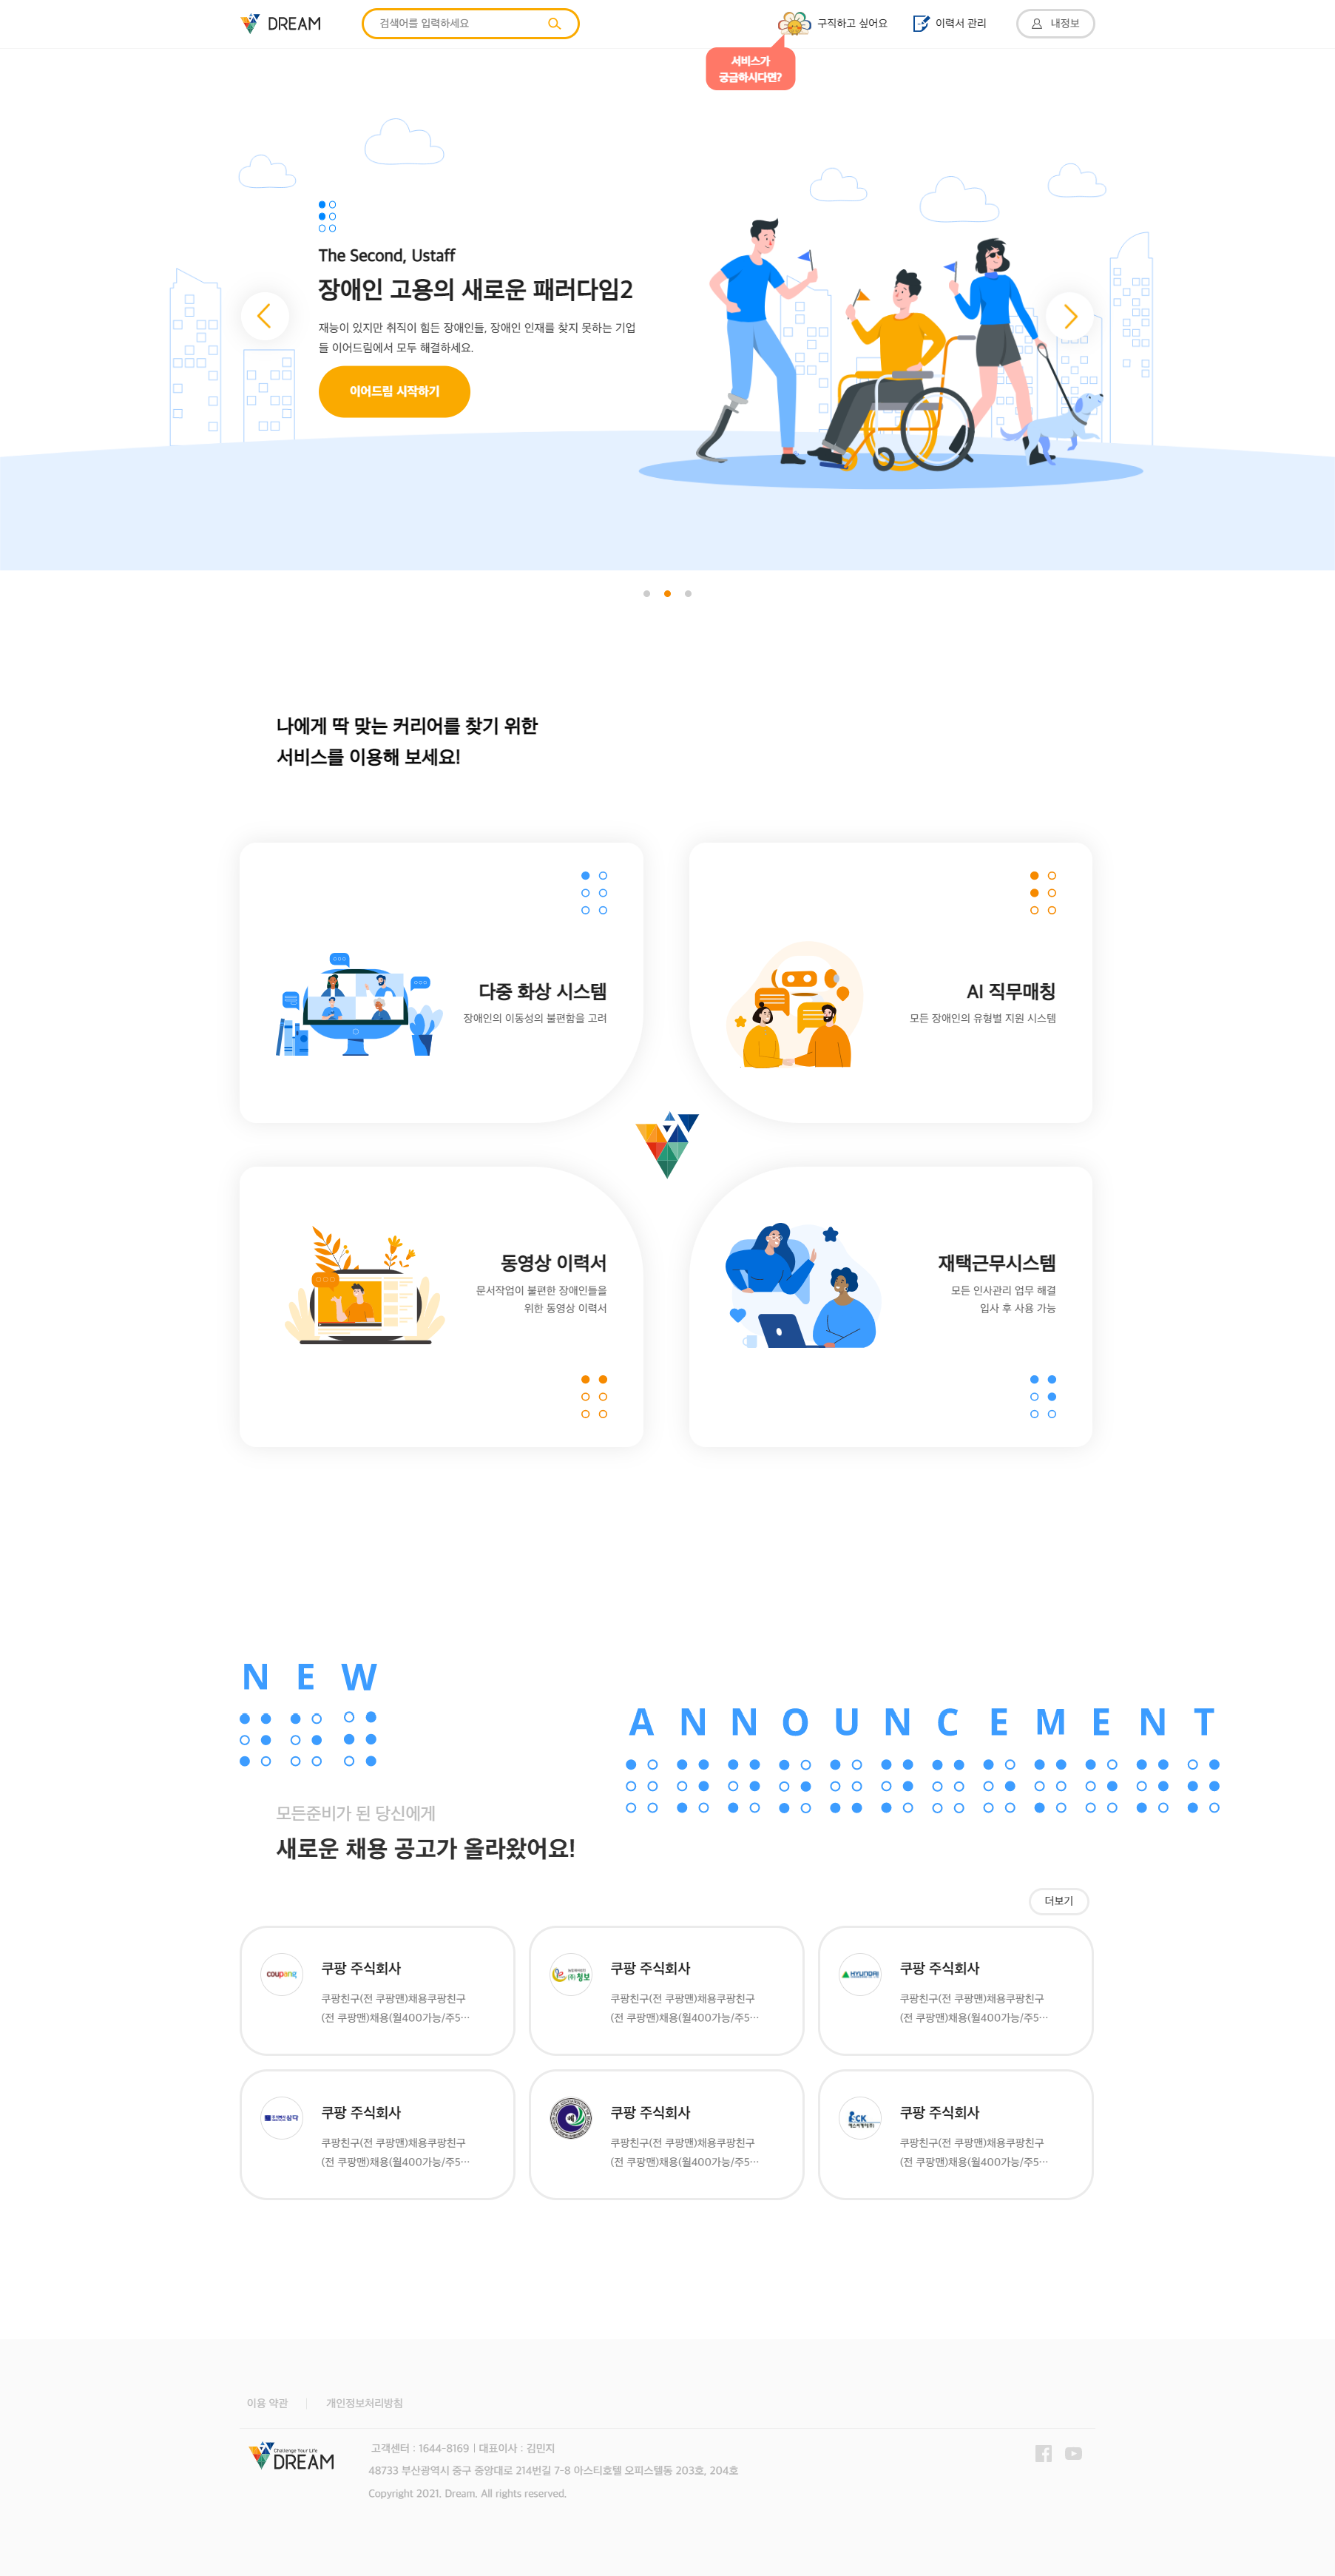 DREAM
검색어를 입력하세요
구직하고 싶어요
이력서 관리
내정보
서비스가
궁금하시다면?
The Second, Ustaff
장애인 고용의 새로운 패러다임2
재능이 있지만 취직이 힘든 장애인들, 장애인 인재를 찾지 못하는 기업
들 이어드림에서 모두 해결하세요.
이어드림 시작하기
나에게 딱 맞는 커리어를 찾기 위한
서비스를 이용해 보세요!
다중 화상 시스템
장애인의 이동성의 불편함을 고려
AI 직무매칭
모든 장애인의 유형별 지원 시스템
동영상 이력서
문서작업이 불편한 장애인들을
위한 동영상 이력서
재택근무시스템
모든 인사관리 업무 해결
입사 후 사용 가능
NEW
ANNOUNCEMENT
모든준비가 된 당신에게
새로운 채용 공고가 올라왔어요!
더보기
coupang
쿠팡 주식회사
쿠팡친구(전 쿠팡맨)채용쿠팡친구
(전 쿠팡맨)채용(월400가능/주5...
(주)창보
쿠팡 주식회사
쿠팡친구(전 쿠팡맨)채용쿠팡친구
(전 쿠팡맨)채용(월400가능/주5...
HYUNDAI
쿠팡 주식회사
쿠팡친구(전 쿠팡맨)채용쿠팡친구
(전 쿠팡맨)채용(월400가능/주5...
삼다
쿠팡 주식회사
쿠팡친구(전 쿠팡맨)채용쿠팡친구
(전 쿠팡맨)채용(월400가능/주5...
쿠팡 주식회사
쿠팡친구(전 쿠팡맨)채용쿠팡친구
(전 쿠팡맨)채용(월400가능/주5...
CK
쿠팡 주식회사
쿠팡친구(전 쿠팡맨)채용쿠팡친구
(전 쿠팡맨)채용(월400가능/주5...
이용 약관 | 개인정보처리방침
Challenge Your Life
DREAM
고객센터 : 1644-8169 | 대표이사 : 김민지
48733 부산광역시 중구 중앙대로 214번길 7-8 아스티호텔 오피스텔동 203호, 204호
Copyright 2021. Dream. All rights reserved.